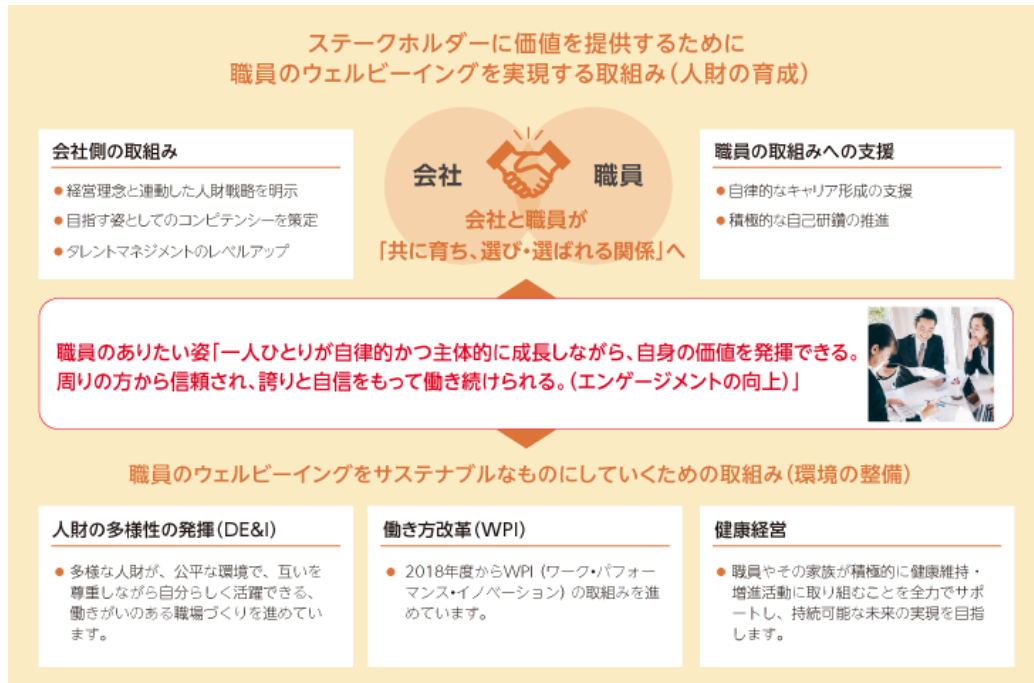 ステークホルダーに価値を提供するために
職員のウェルビーイングを実現する取組み（人財の育成）
会社側の取組み
●経営理念と連動した人財戦略を明示
●目指す姿としてのコンピテンシーを策定
●タレントマネジメントのレベルアップ
会社
職員
会社と職員が
「共に育ち、選び・選ばれる関係」へ
職員の取組みへの支援
●自律的なキャリア形成の支援
●積極的な自己研鑽の推進
職員のありたい姿「一人ひとりが自律的かつ主体的に成長しながら、自身の価値を発揮できる。
周りの方から信頼され、誇りと自信をもって働き続けられる。（エンゲージメントの向上）」
職員のウェルビーイングをサステナブルなものにしていくための取組み（環境の整備）
人財の多様性の発揮（DE&I）
●多様な人財が、公平な環境で、互いを
尊重しながら自分らしく活躍できる、
働きがいのある職場づくりを進めてい
ます。
働き方改革（WPI）
●2018年度からWPI（ワーク・パフォー
マンス・イノベーション）の取組みを進
めています。
健康経営
●職員やその家族が積極的に健康維持・
増進活動に取り組むことを全力でサポ
ートし、持続可能な未来の実現を目指
します。